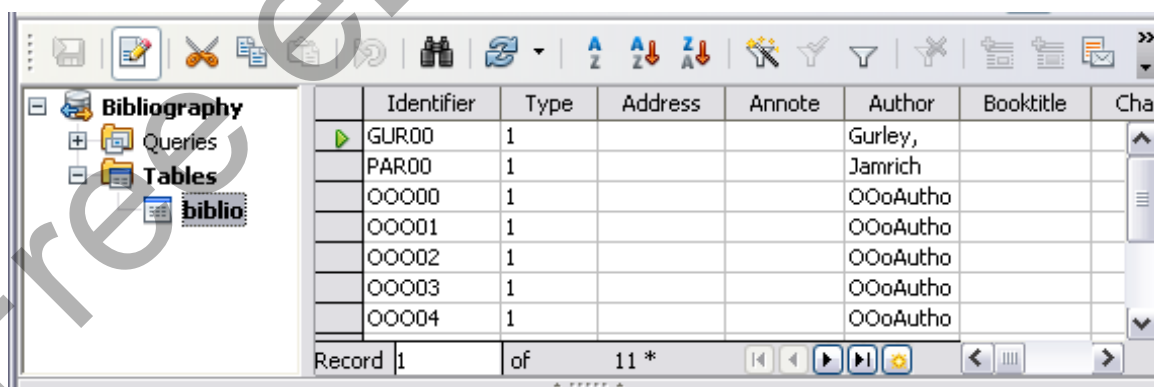 Bibliography
Queries
Tables
biblio
Identifier Type Address Annote Author Booktitle Cha
GUR00 1 Gurley,
PAR00 1 Jamrich
OOO00 1 OOoAutho
OOO01 1 OOoAutho
OOO02 1 OOoAutho
OOO03 1 OOoAutho
OOO04 1 OOoAutho
Record 1 of 11 *